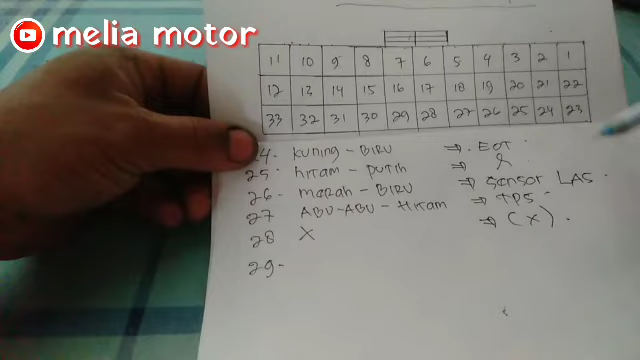 melia motor
11 10 9 8 7 6 5 4 3 2 1
12 13 14 15 16 17 18 19 20 21 22
33 32 31 30 29 28 27 26 25 24 23
24. Kuning - BIRU ⇒. EOT
25. hitam - putih ⇒
26 - merah - BIRU ⇒ sensor LAS.
27 ABU-ABU - Hitam ⇒ TPS -
28 X ⇒ (X).
29-